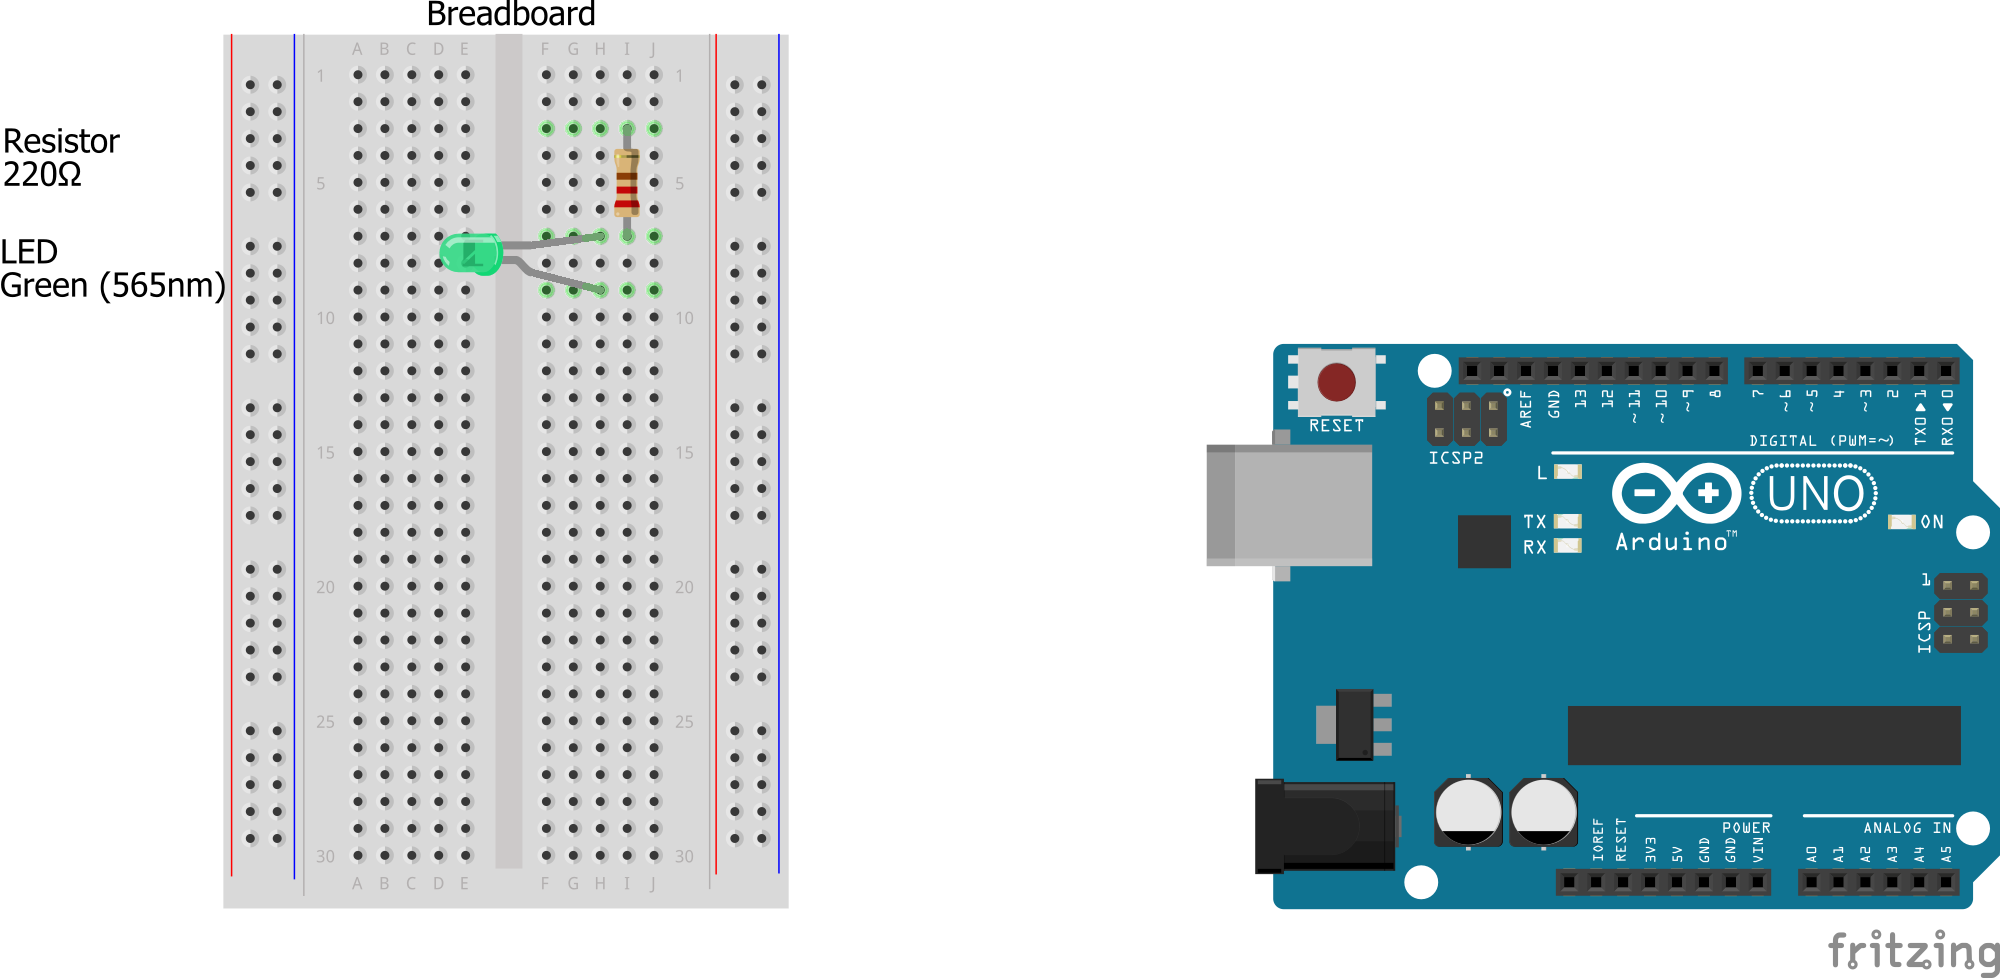 Breadboard
A B C D E F G H I J
1 1
Resistor
220Ω
5 5
LED
Green (565nm)
10 10
15 15
20 20
25 25
30 30
A B C D E F G H I J
RESET
AREF
GND
13
12
~11
~10
~9
8
7
~6
~5
4
~3
2
TX0▶1
RX0◀0
ICSP2
DIGITAL (PWM=~)
L
TX
RX
UNO
Arduino™
ON
1
ICSP
POWER
ANALOG IN
IOREF
RESET
3V3
5V
GND
GND
VIN
A0
A1
A2
A3
A4
A5
fritzing